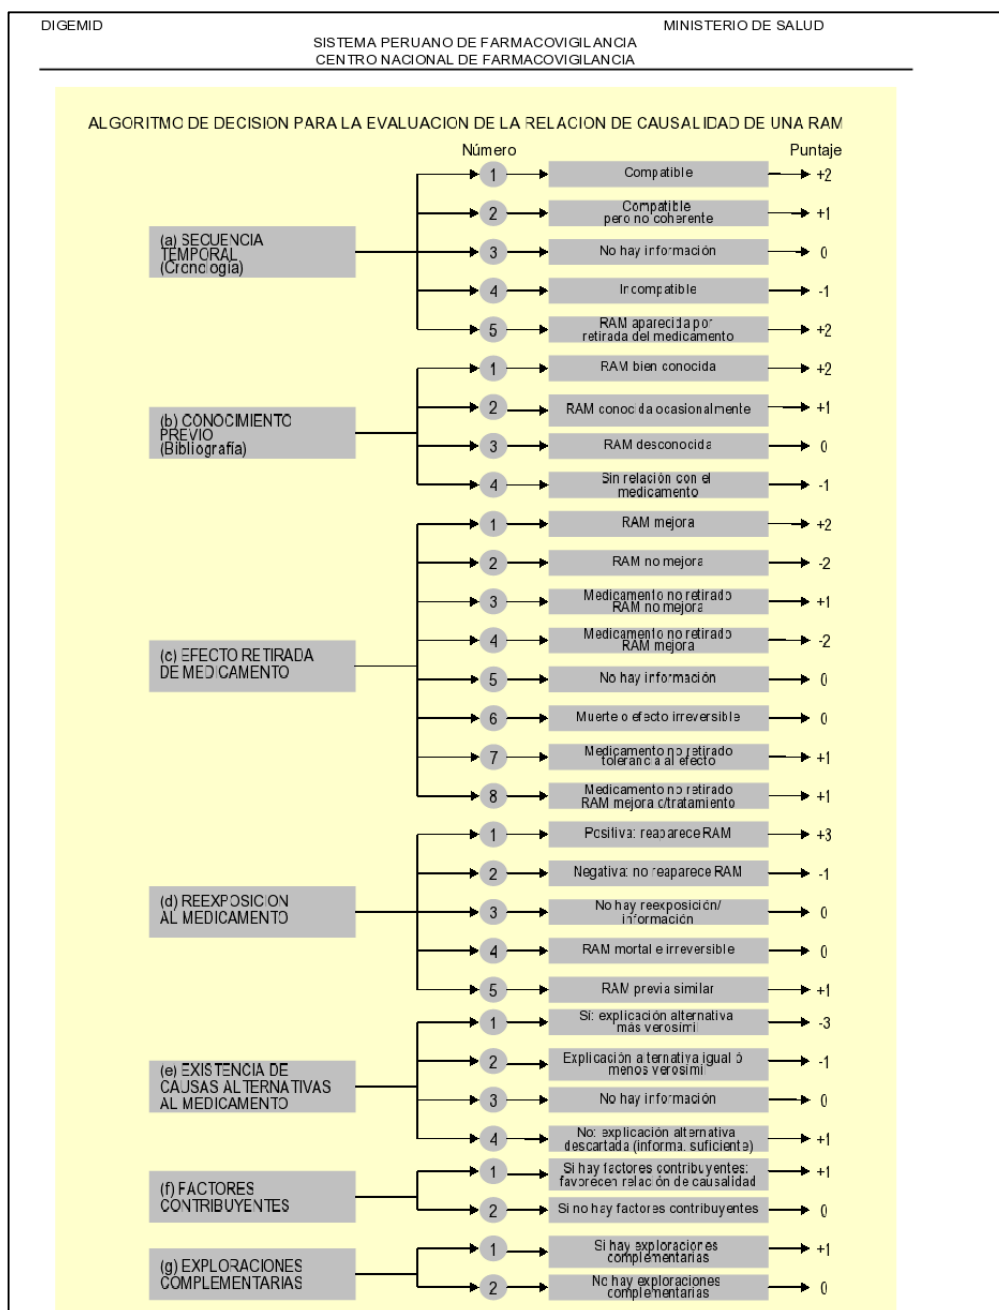 DIGEMID MINISTERIO DE SALUD
SISTEMA PERUANO DE FARMACOVIGILANCIA
CENTRO NACIONAL DE FARMACOVIGILANCIA
ALGORITMO DE DECISION PARA LA EVALUACION DE LA RELACION DE CAUSALIDAD DE UNA RAM
Número Puntaje
(a) SECUENCIA
TEMPORAL
(Cronología)
1 Compatible +2
2 Compatible
pero no coherente +1
3 No hay información 0
4 Incompatible -1
5 RAM aparecida por
retirada del medicamento +2
(b) CONOCIMIENTO
PREVIO
(Bibliografía)
1 RAM bien conocida +2
2 RAM conocida ocasionalmente +1
3 RAM desconocida 0
4 Sin relación con el
medicamento -1
(c) EFECTO RETIRADA
DE MEDICAMENTO
1 RAM mejora +2
2 RAM no mejora -2
3 Medicamento no retirado
RAM no mejora +1
4 Medicamento no retirado
RAM mejora -2
5 No hay información 0
6 Muerte o efecto irreversible 0
7 Medicamento no retirado
tolerancia al efecto +1
8 Medicamento no retirado
RAM mejora c/tratamiento +1
(d) REEXPOSICION
AL MEDICAMENTO
1 Positiva: reaparece RAM +3
2 Negativa: no reaparece RAM -1
3 No hay reexposición/
información 0
4 RAM mortal e irreversible 0
5 RAM previa similar +1
(e) EXISTENCIA DE
CAUSAS ALTERNATIVAS
AL MEDICAMENTO
1 Sí: explicación alternativa
más verosímil -3
2 Explicación alternativa igual ó
menos verosímil -1
3 No hay información 0
4 No: explicación alternativa
descartada (informa. suficiente) +1
(f) FACTORES
CONTRIBUYENTES
1 Si hay factores contribuyentes:
favorecen relación de causalidad +1
2 Si no hay factores contribuyentes 0
(g) EXPLORACIONES
COMPLEMENTARIAS
1 Si hay exploraciones
complementarias +1
2 No hay exploraciones
complementarias 0